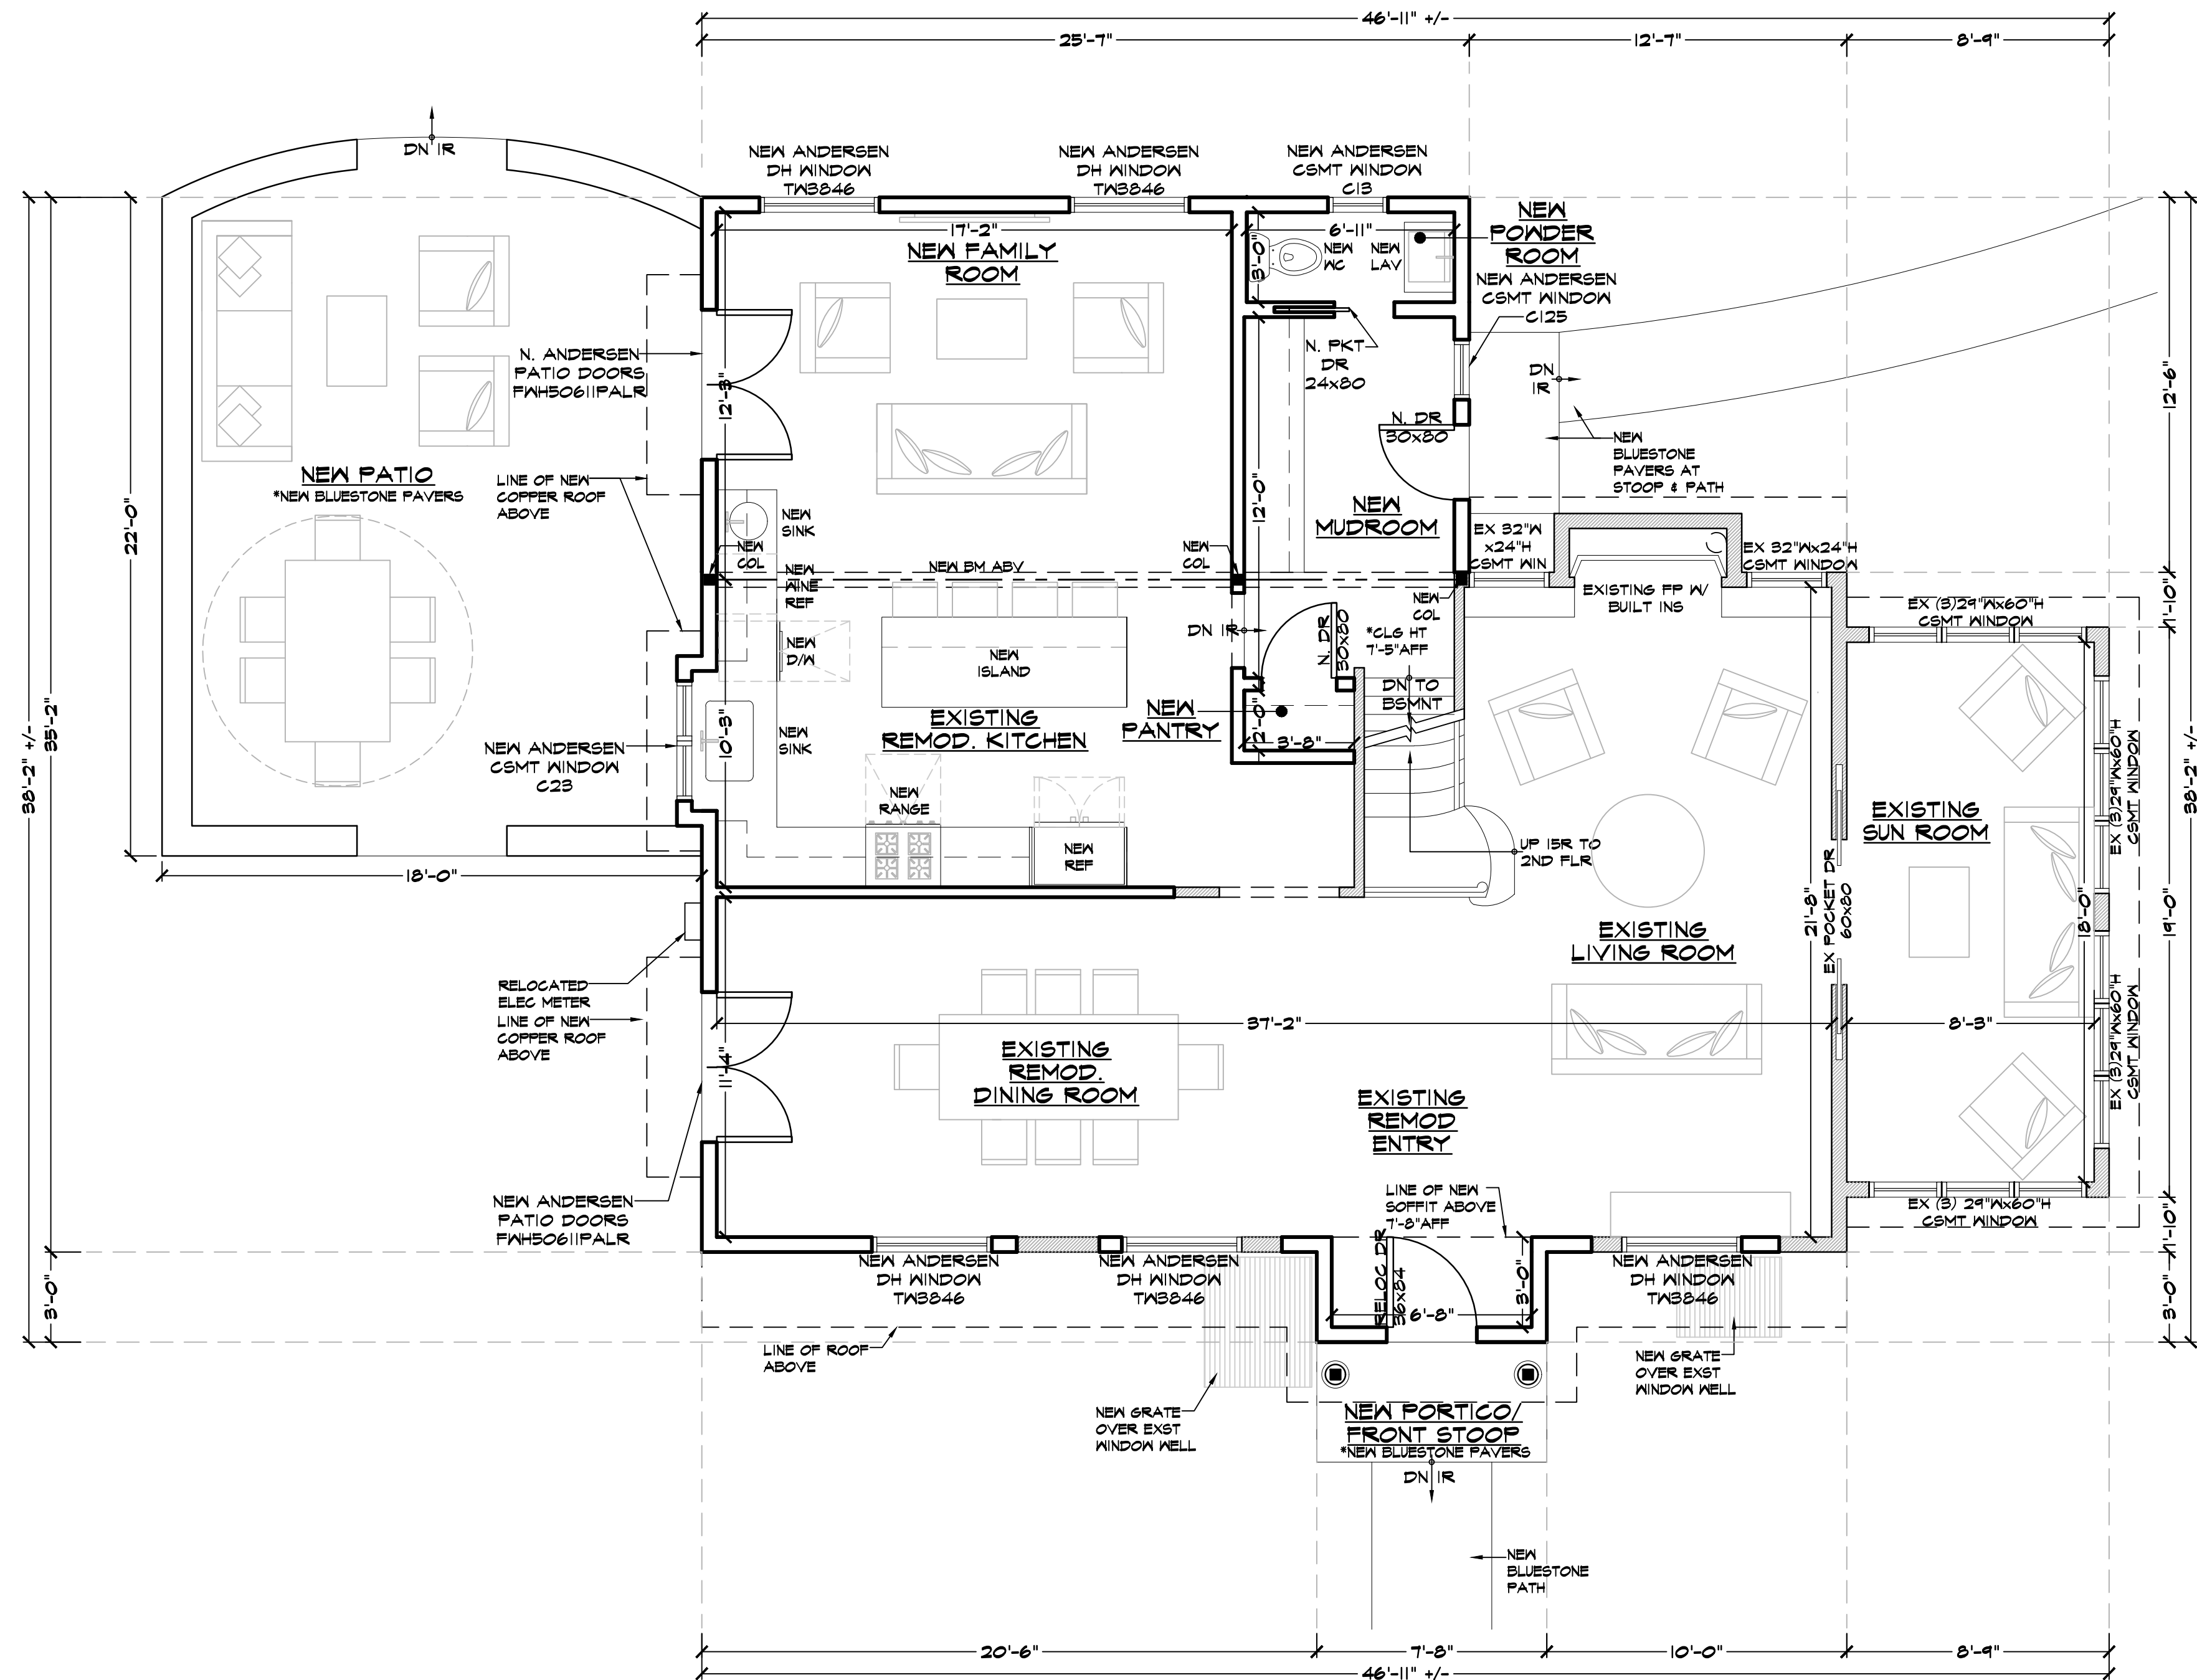 46'-11" +/-
25'-7"
12'-7"
8'-9"
DN 1R
NEW ANDERSEN
DH WINDOW
TW3846
NEW ANDERSEN
DH WINDOW
TW3846
NEW ANDERSEN
CSMT WINDOW
C13
NEW
POWDER
ROOM
17'-2"
NEW FAMILY
ROOM
6'-11"
3'-0"
NEW
WC
NEW
LAV
NEW ANDERSEN
CSMT WINDOW
C125
N. ANDERSEN
PATIO DOORS
FWH50611PALR
12'-3"
N. PKT
DR
24x80
DN
1R
N. DR
30x80
12'-6"
NEW
BLUESTONE
PAVERS AT
STOOP & PATH
NEW PATIO
*NEW BLUESTONE PAVERS
LINE OF NEW
COPPER ROOF
ABOVE
22'-0"
NEW
SINK
NEW
COL
NEW
WINE
REF
NEW BM ABV
NEW
COL
12'-0"
NEW
MUDROOM
EX 32"W
x24"H
CSMT WIN
EX 32"Wx24"H
CSMT WINDOW
EXISTING FP W/
BUILT INS
NEW
COL
1'-10"
EX (3)29"Wx60"H
CSMT WINDOW
DN 1R
N. DR
30x80
*CLG HT
7'-5"AFF
NEW
D/W
NEW
ISLAND
DN TO
BSMNT
NEW
PANTRY
2'-0"
3'-8"
EXISTING
REMOD. KITCHEN
10'-3"
NEW
SINK
NEW ANDERSEN
CSMT WINDOW
C23
38'-2" +/-
35'-2"
NEW
RANGE
NEW
REF
UP 15R TO
2ND FLR
EXISTING
SUN ROOM
EX (3)29"Wx60"H
CSMT WINDOW
38'-2" +/-
18'-0"
21'-8"
EX POCKET DR
60x80
18'-0"
19'-0"
EXISTING
LIVING ROOM
EX (3)29"Wx60"H
CSMT WINDOW
RELOCATED
ELEC METER
LINE OF NEW
COPPER ROOF
ABOVE
37'-2"
8'-3"
11'-4"
EXISTING
REMOD.
DINING ROOM
EXISTING
REMOD
ENTRY
NEW ANDERSEN
PATIO DOORS
FWH50611PALR
LINE OF NEW
SOFFIT ABOVE
7'-8"AFF
EX (3) 29"Wx60"H
CSMT WINDOW
1'-10"
NEW ANDERSEN
DH WINDOW
TW3846
NEW ANDERSEN
DH WINDOW
TW3846
RELOC DR
36x84
6'-8"
3'-0"
NEW ANDERSEN
DH WINDOW
TW3846
3'-0"
3'-0"
LINE OF ROOF
ABOVE
NEW GRATE
OVER EXST
WINDOW WELL
NEW GRATE
OVER EXST
WINDOW WELL
NEW PORTICO/
FRONT STOOP
*NEW BLUESTONE PAVERS
DN 1R
NEW
BLUESTONE
PATH
20'-6"
7'-8"
10'-0"
8'-9"
46'-11" +/-